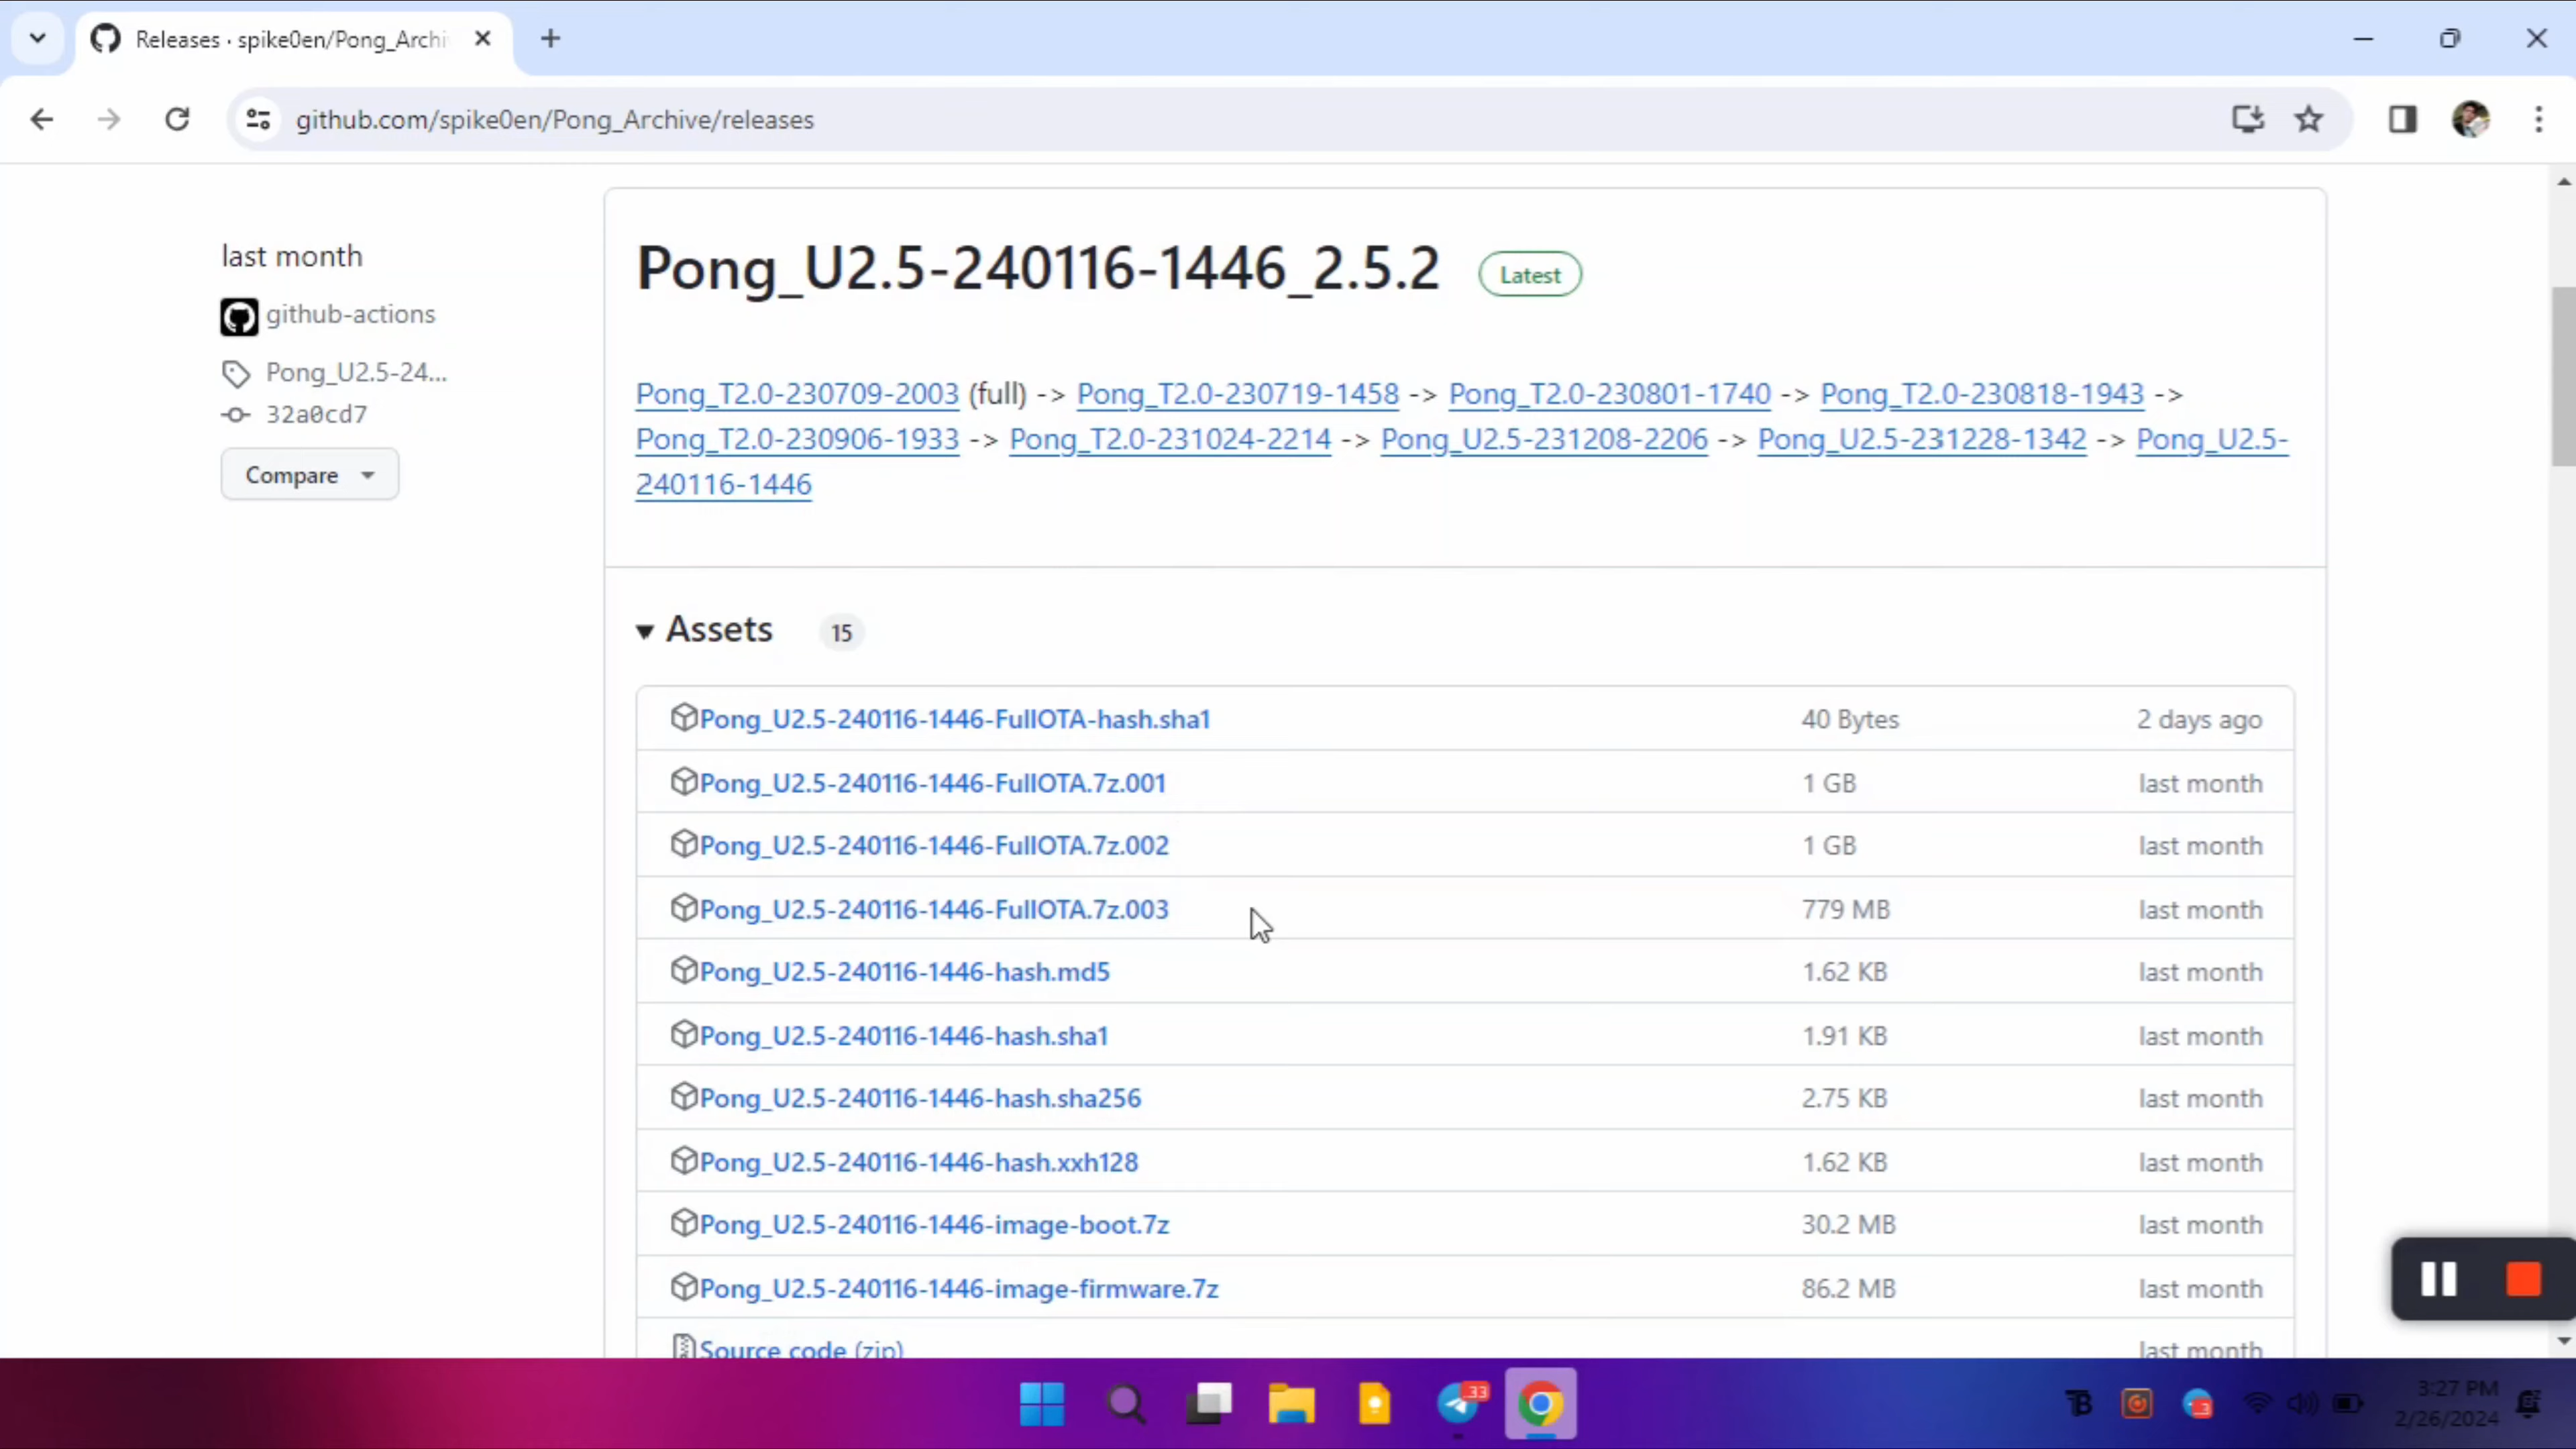 Releases · spike0en/Pong_Archi
github.com/spike0en/Pong_Archive/releases
last month
github-actions
Pong_U2.5-24...
32a0cd7
Compare
Pong_U2.5-240116-1446_2.5.2 Latest
Pong_T2.0-230709-2003 (full) -> Pong_T2.0-230719-1458 -> Pong_T2.0-230801-1740 -> Pong_T2.0-230818-1943 ->
Pong_T2.0-230906-1933 -> Pong_T2.0-231024-2214 -> Pong_U2.5-231208-2206 -> Pong_U2.5-231228-1342 -> Pong_U2.5-
240116-1446
Assets 15
Pong_U2.5-240116-1446-FullOTA-hash.sha1 40 Bytes 2 days ago
Pong_U2.5-240116-1446-FullOTA.7z.001 1 GB last month
Pong_U2.5-240116-1446-FullOTA.7z.002 1 GB last month
Pong_U2.5-240116-1446-FullOTA.7z.003 779 MB last month
Pong_U2.5-240116-1446-hash.md5 1.62 KB last month
Pong_U2.5-240116-1446-hash.sha1 1.91 KB last month
Pong_U2.5-240116-1446-hash.sha256 2.75 KB last month
Pong_U2.5-240116-1446-hash.xxh128 1.62 KB last month
Pong_U2.5-240116-1446-image-boot.7z 30.2 MB last month
Pong_U2.5-240116-1446-image-firmware.7z 86.2 MB last month
Source code (zip) last month
33
3
3:27 PM
2/26/2024